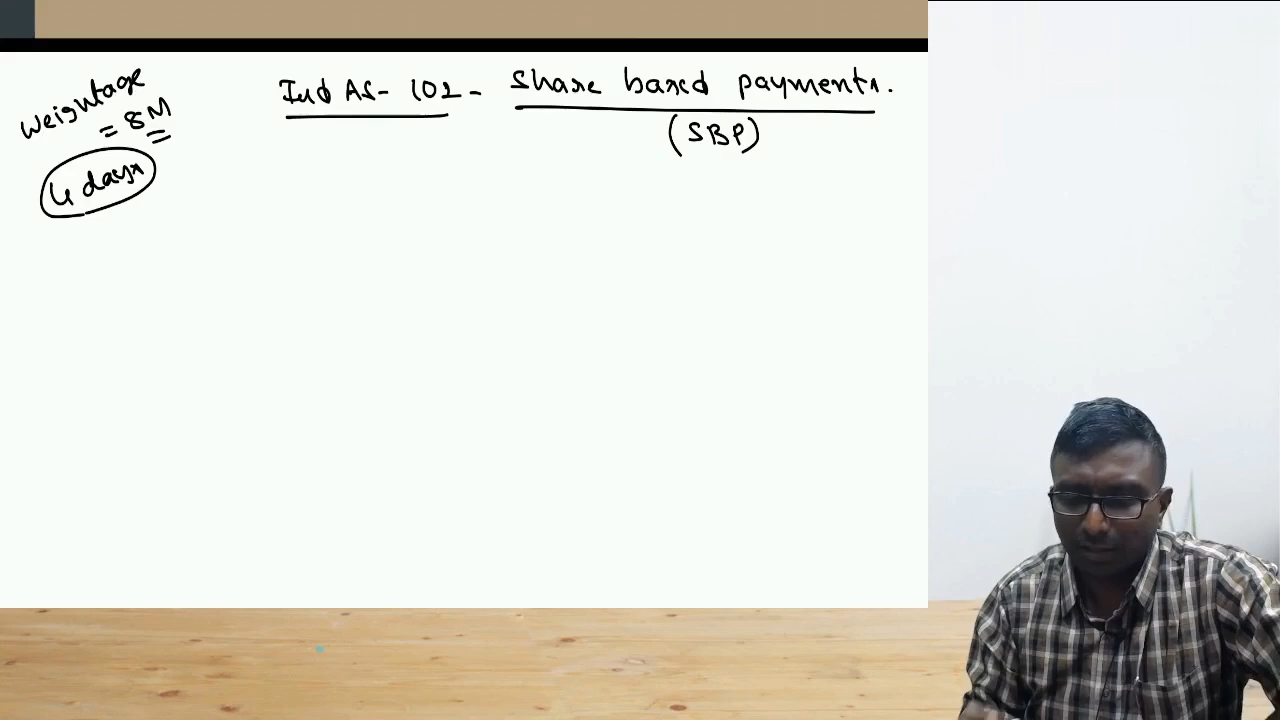 Weightage
= 8M
4 days
Ind AS - 102 - Share based payments.
(SBP)